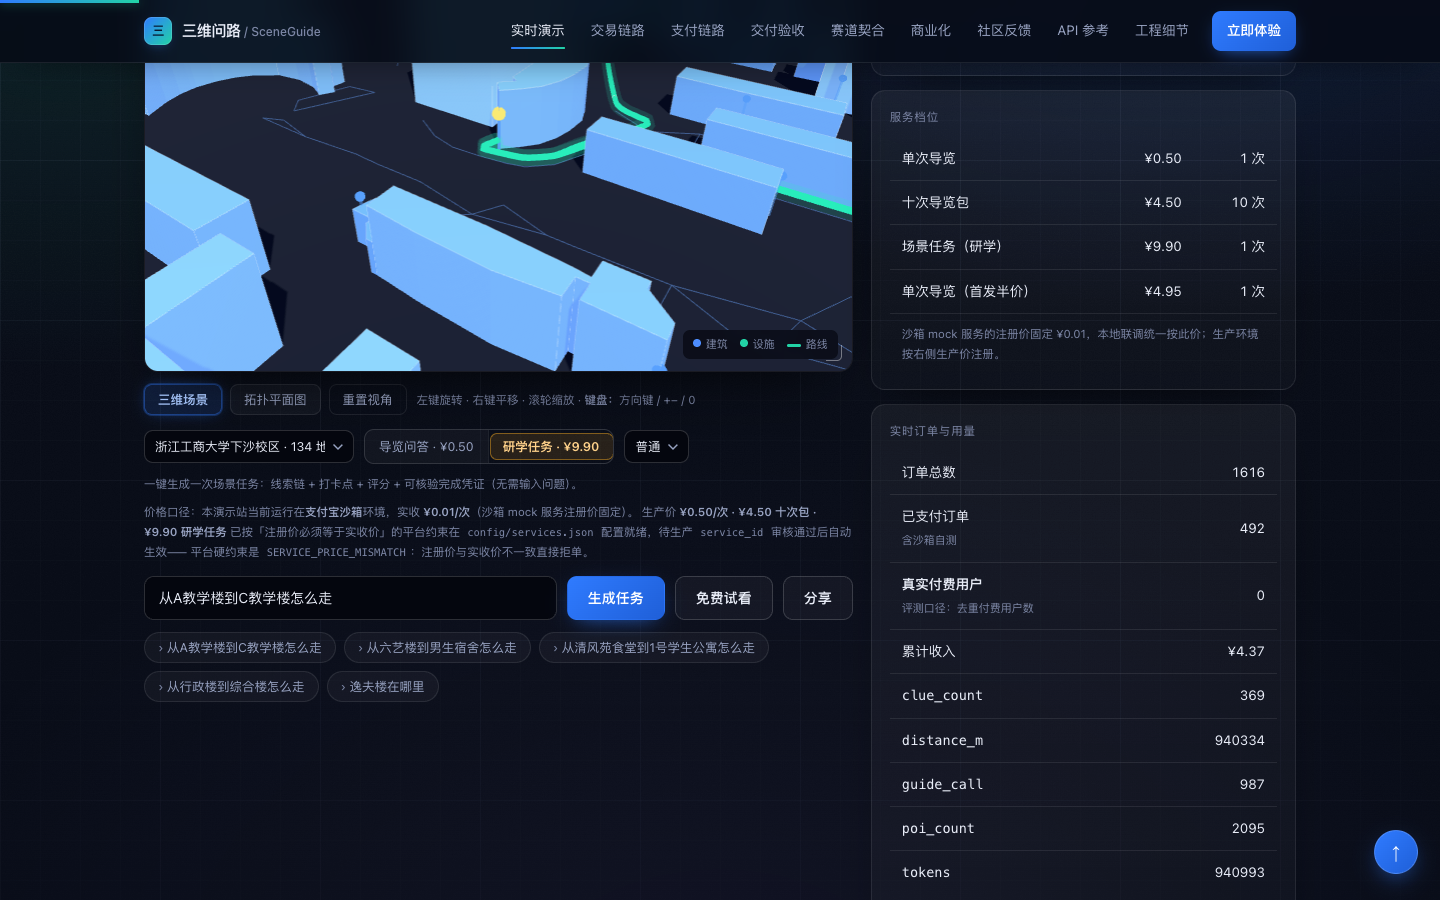 三
三维问路 / SceneGuide
实时演示
交易链路
支付链路
交付验收
赛道契合
商业化
社区反馈
API 参考
工程细节
立即体验
建筑
设施
路线
三维场景
拓扑平面图
重置视角
左键旋转 · 右键平移 · 滚轮缩放 · 键盘：方向键 / +− / 0
浙江工商大学下沙校区 · 134 地
导览问答 · ¥0.50
研学任务 · ¥9.90
普通
一键生成一次场景任务：线索链 + 打卡点 + 评分 + 可核验完成凭证（无需输入问题）。
价格口径：本演示站当前运行在支付宝沙箱环境，实收 ¥0.01/次（沙箱 mock 服务注册价固定）。生产价 ¥0.50/次 · ¥4.50 十次包 ·
¥9.90 研学任务 已按「注册价必须等于实收价」的平台约束在 config/services.json 配置就绪，待生产 service_id 审核通过后自动
生效—— 平台硬约束是 SERVICE_PRICE_MISMATCH：注册价与实收价不一致直接拒单。
从A教学楼到C教学楼怎么走
生成任务
免费试看
分享
› 从A教学楼到C教学楼怎么走
› 从六艺楼到男生宿舍怎么走
› 从清风苑食堂到1号学生公寓怎么走
› 从行政楼到综合楼怎么走
› 逸夫楼在哪里
服务档位
单次导览 ¥0.50 1 次
十次导览包 ¥4.50 10 次
场景任务（研学） ¥9.90 1 次
单次导览（首发半价） ¥4.95 1 次
沙箱 mock 服务的注册价固定 ¥0.01，本地联调统一按此价；生产环境
按右侧生产价注册。
实时订单与用量
订单总数 1616
已支付订单 492
含沙箱自测
真实付费用户 0
评测口径：去重付费用户数
累计收入 ¥4.37
clue_count 369
distance_m 940334
guide_call 987
poi_count 2095
tokens 940993
↑